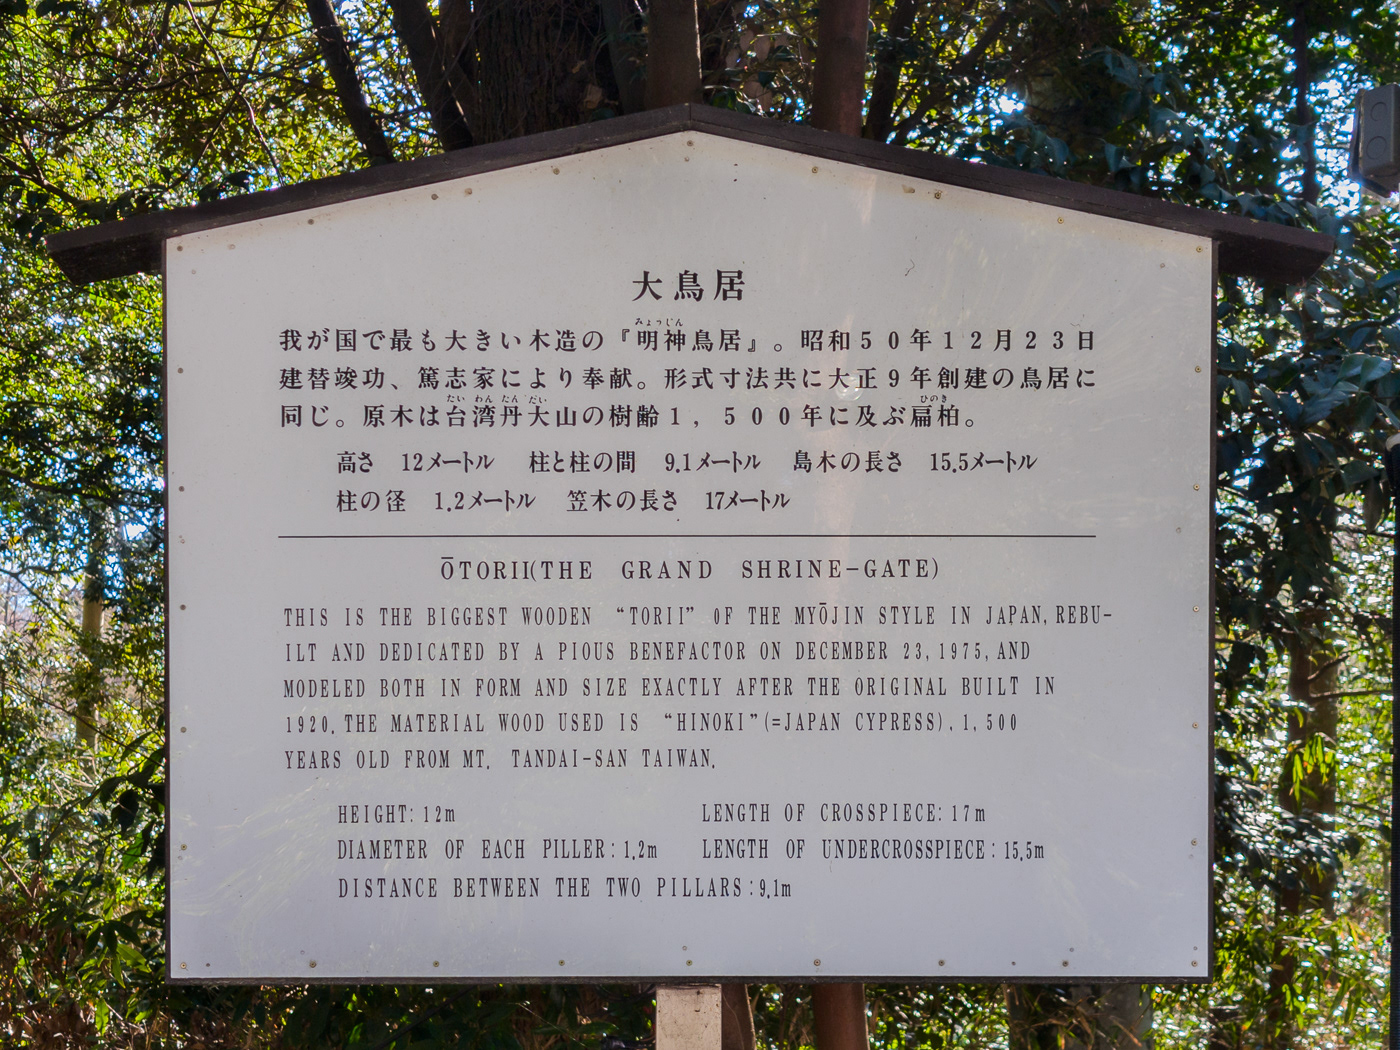 大鳥居
みょうじん
我が国で最も大きい木造の『明神鳥居』。昭和50年12月23日
建替竣功、篤志家により奉献。形式寸法共に大正9年創建の鳥居に
たい わん たん だい ひのき
同じ。原木は台湾丹大山の樹齢1,500年に及ぶ扁柏。
高さ 12メートル 柱と柱の間 9.1メートル 島木の長さ 15.5メートル
柱の径 1.2メートル 笠木の長さ 17メートル
ŌTORII(THE GRAND SHRINE-GATE)
THIS IS THE BIGGEST WOODEN “TORII” OF THE MYŌJIN STYLE IN JAPAN, REBU-
ILT AND DEDICATED BY A PIOUS BENEFACTOR ON DECEMBER 23,1975, AND
MODELED BOTH IN FORM AND SIZE EXACTLY AFTER THE ORIGINAL BUILT IN
1920. THE MATERIAL WOOD USED IS “HINOKI”(=JAPAN CYPRESS), 1,500
YEARS OLD FROM MT. TANDAI-SAN TAIWAN.
HEIGHT: 12m LENGTH OF CROSSPIECE: 17m
DIAMETER OF EACH PILLER: 1.2m LENGTH OF UNDERCROSSPIECE: 15.5m
DISTANCE BETWEEN THE TWO PILLARS: 9.1m